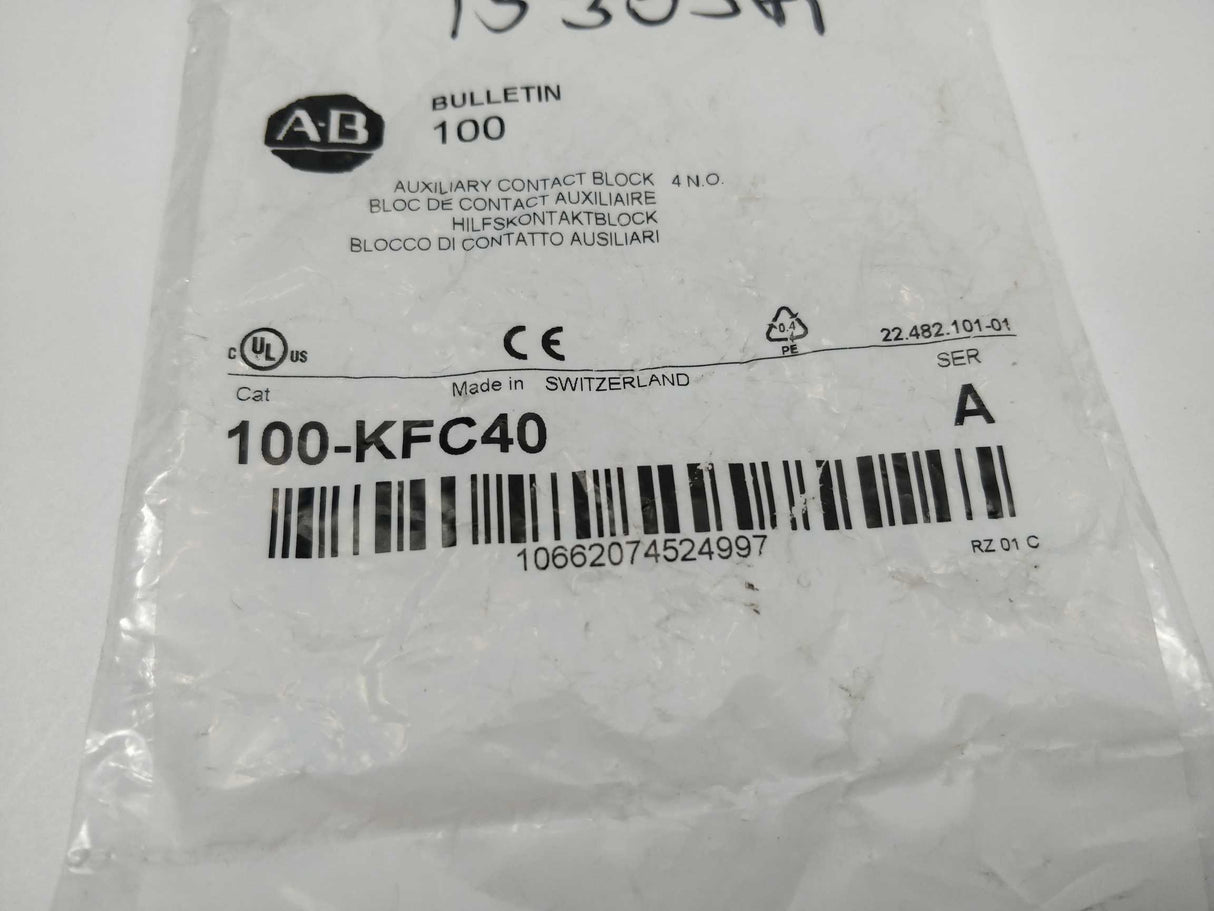 A-B
BULLETIN
100
AUXILIARY CONTACT BLOCK 4 N.O.
BLOC DE CONTACT AUXILIAIRE
HILFSKONTAKTBLOCK
BLOCCO DI CONTATTO AUSILIARI
C UL US
CE
0.4
PE
22.482.101-01
Cat
Made in SWITZERLAND
SER
100-KFC40
A
10662074524997
RZ 01 C